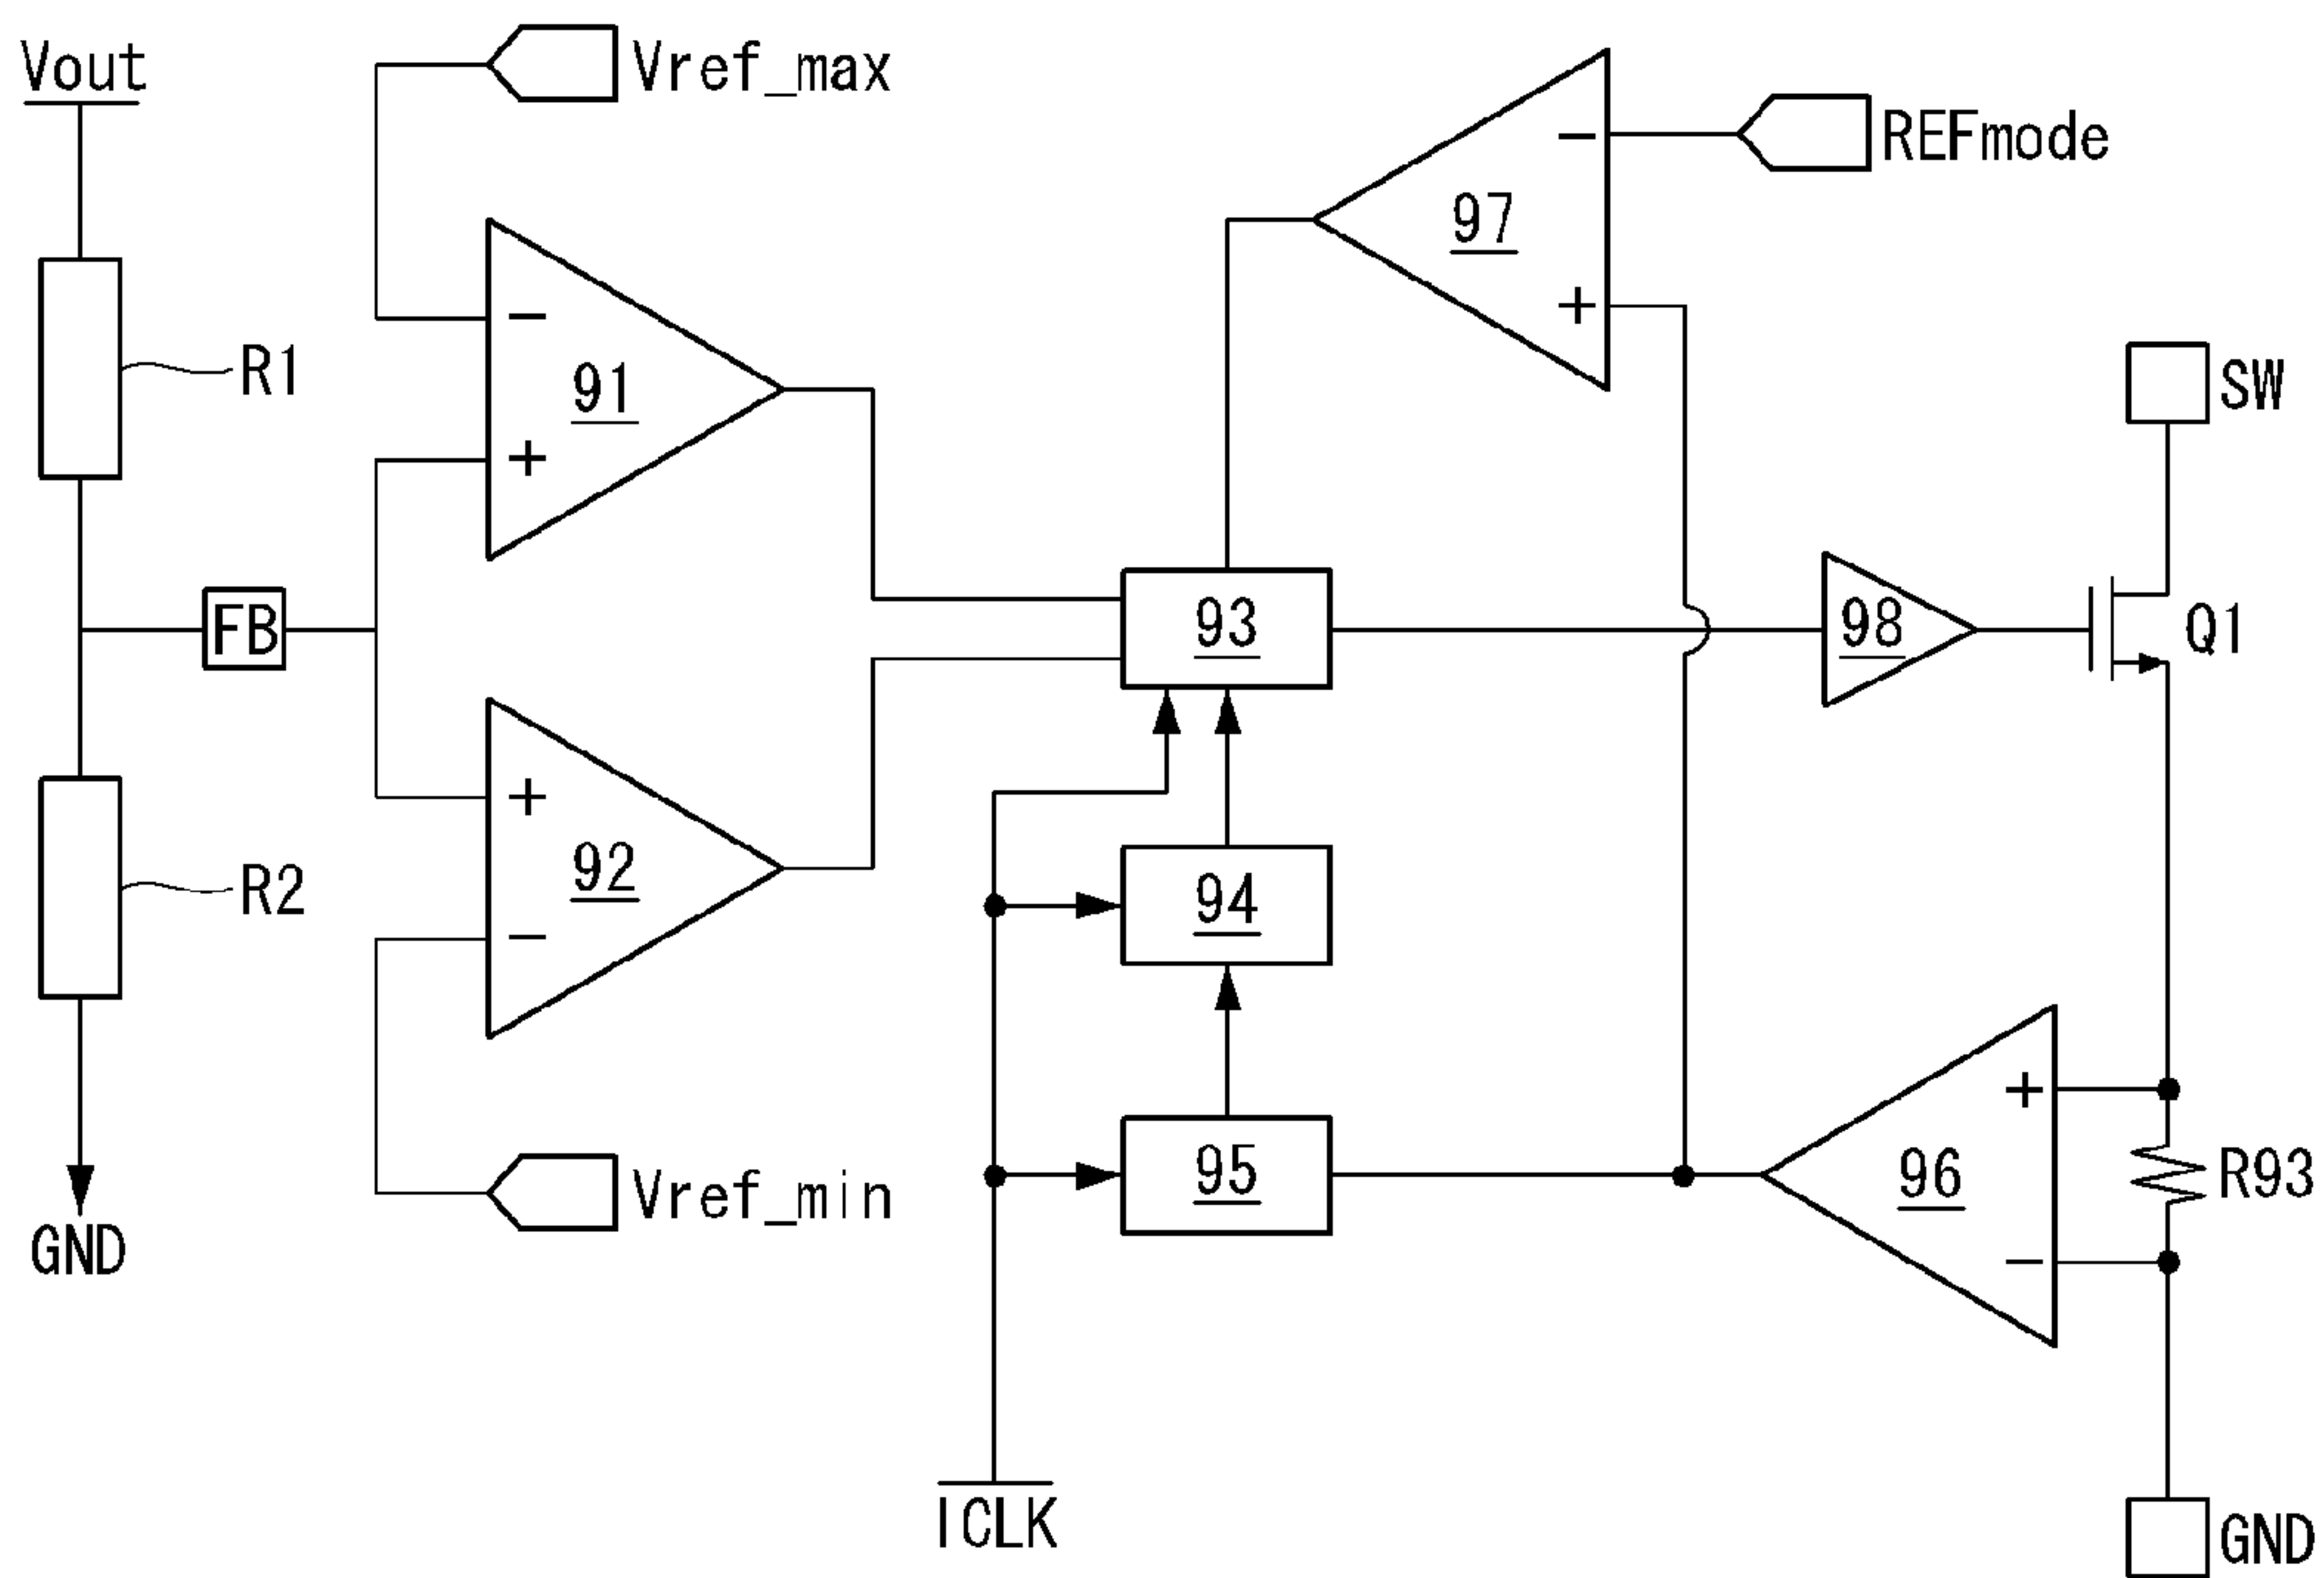 Vout
Vref_max
REFmode
97
R1
91
SW
FB
93
98
Q1
R2
92
94
+
-
95
96
R93
Vref_min
GND
ICLK
GND